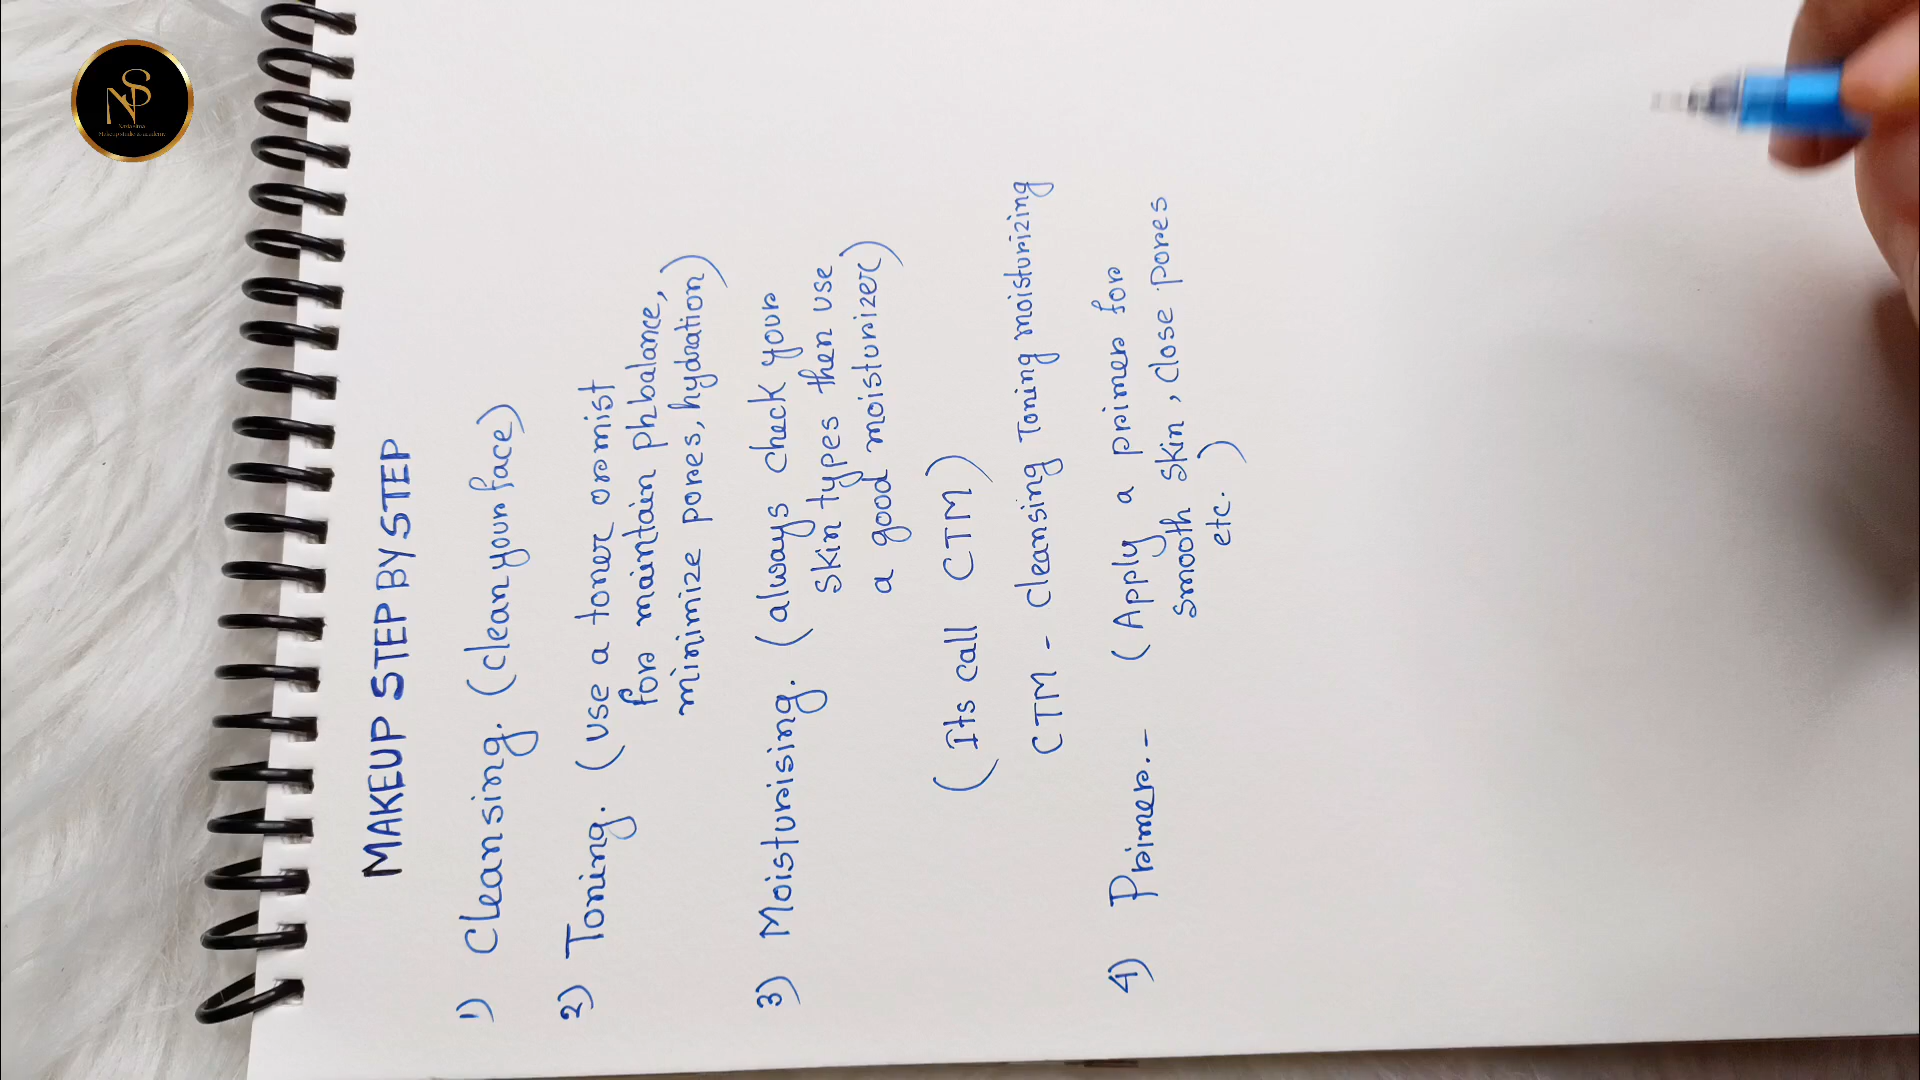 MAKEUP STEP BY STEP
1) Cleansing. (clean your face)
2) Toning. (use a toner or mist
for maintain ph balance,
minimize pores, hydration)
3) Moisturising. (always check your
skin types then use
a good moisturizer)
(Its call CTM)
CTM - Cleansing Toning moisturizing
4) Primer. - (Apply a primer for
smooth skin, close pores
etc.)
NS